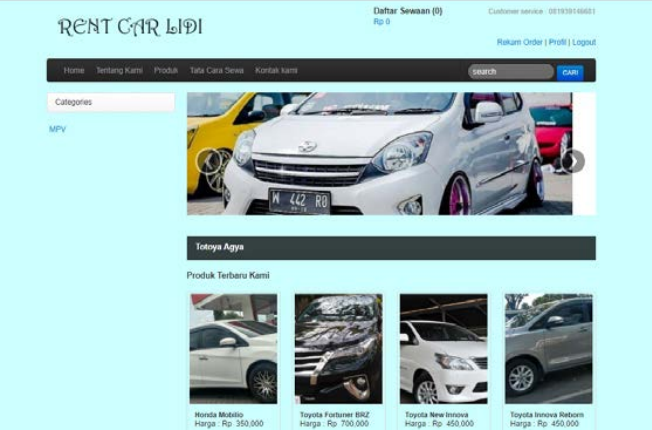 RENT CAR LIDI
Daftar Sewaan (0)
Rp 0
Customer service : 081939146681
Rekam Order | Profil | Logout
Home Tentang Kami Produk Tata Cara Sewa Kontak kami
search CARI
Categories
MPV
W 442 RO
Totoya Agya
Produk Terbaru Kami
Honda Mobilio
Harga : Rp 350,000
Toyota Fortuner BRZ
Harga : Rp 700,000
Toyota New Innova
Harga : Rp 450,000
Toyota Innova Reborn
Harga : Rp 450,000